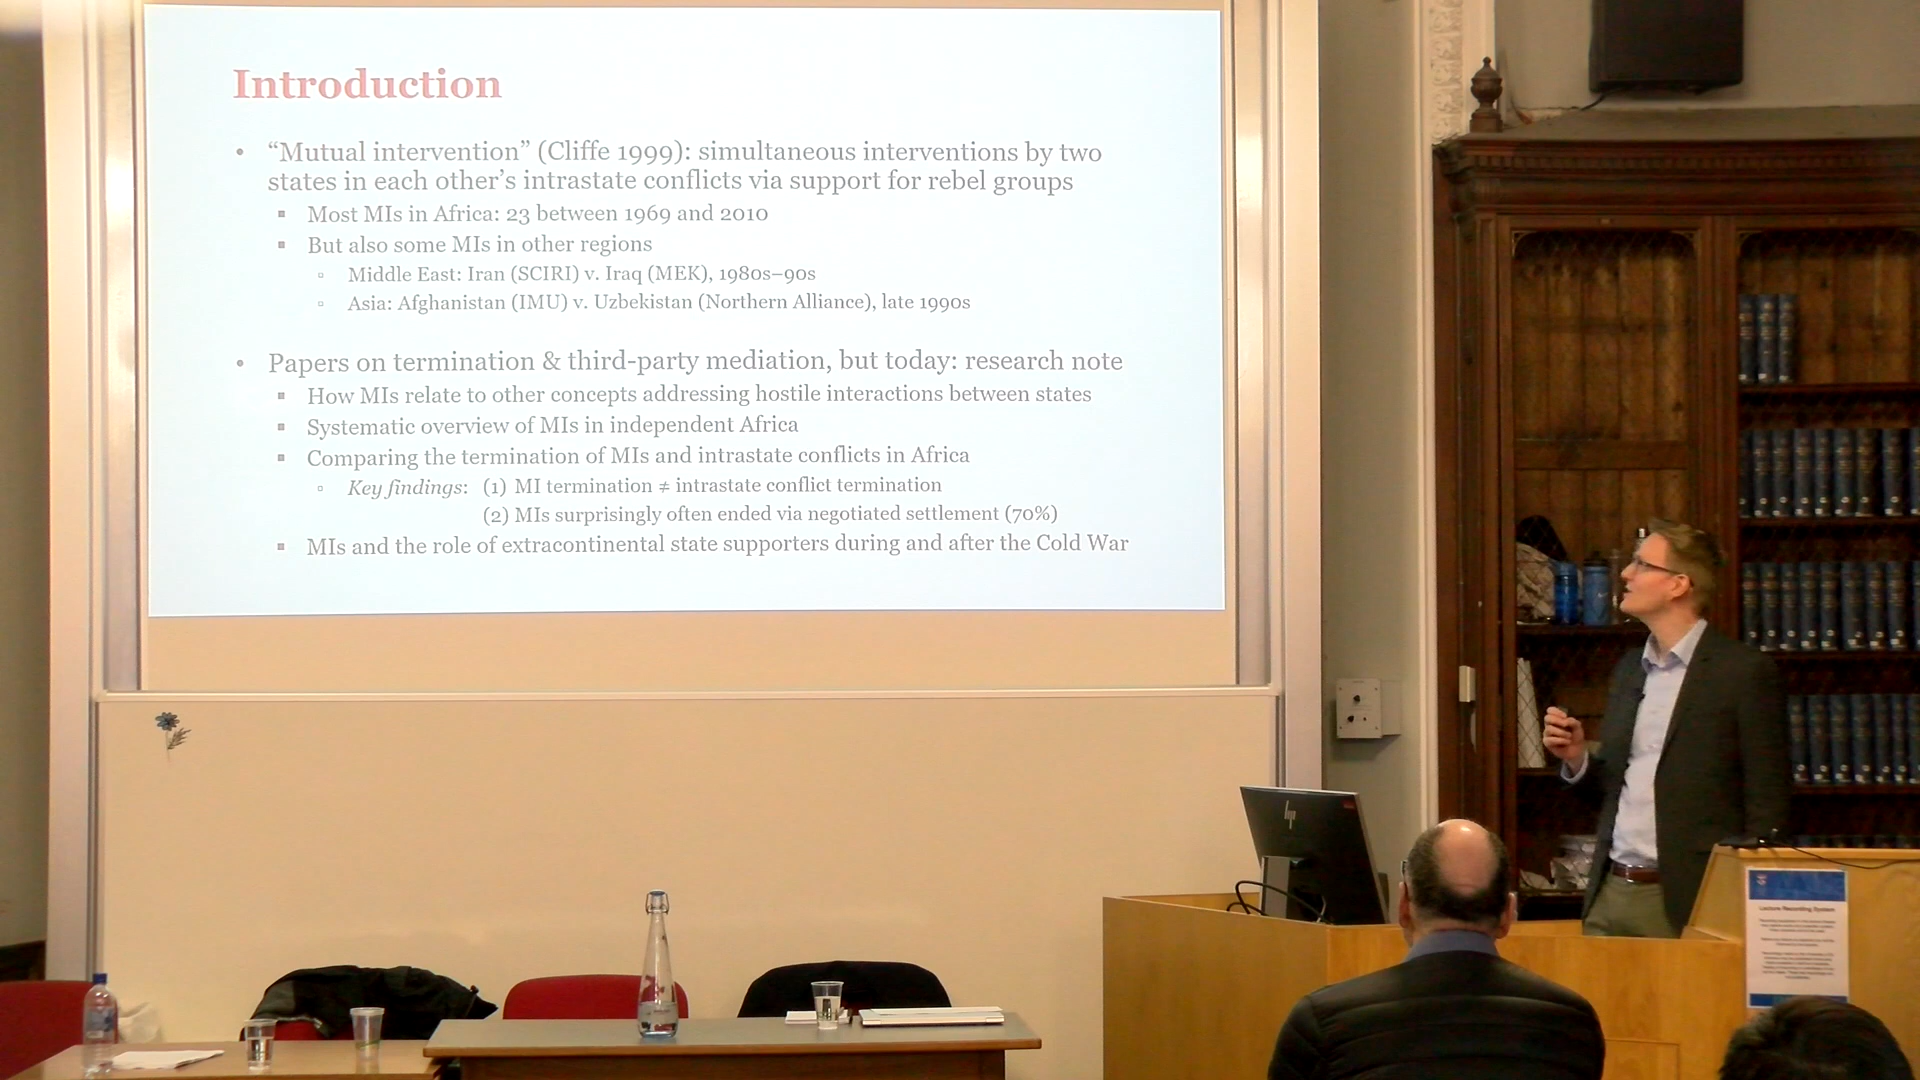 Introduction
• “Mutual intervention” (Cliffe 1999): simultaneous interventions by two
states in each other’s intrastate conflicts via support for rebel groups
▪ Most MIs in Africa: 23 between 1969 and 2010
▪ But also some MIs in other regions
▫ Middle East: Iran (SCIRI) v. Iraq (MEK), 1980s–90s
▫ Asia: Afghanistan (IMU) v. Uzbekistan (Northern Alliance), late 1990s
• Papers on termination & third-party mediation, but today: research note
▪ How MIs relate to other concepts addressing hostile interactions between states
▪ Systematic overview of MIs in independent Africa
▪ Comparing the termination of MIs and intrastate conflicts in Africa
▫ Key findings: (1) MI termination ≠ intrastate conflict termination
(2) MIs surprisingly often ended via negotiated settlement (70%)
▪ MIs and the role of extracontinental state supporters during and after the Cold War
hp
Lecture Recording System